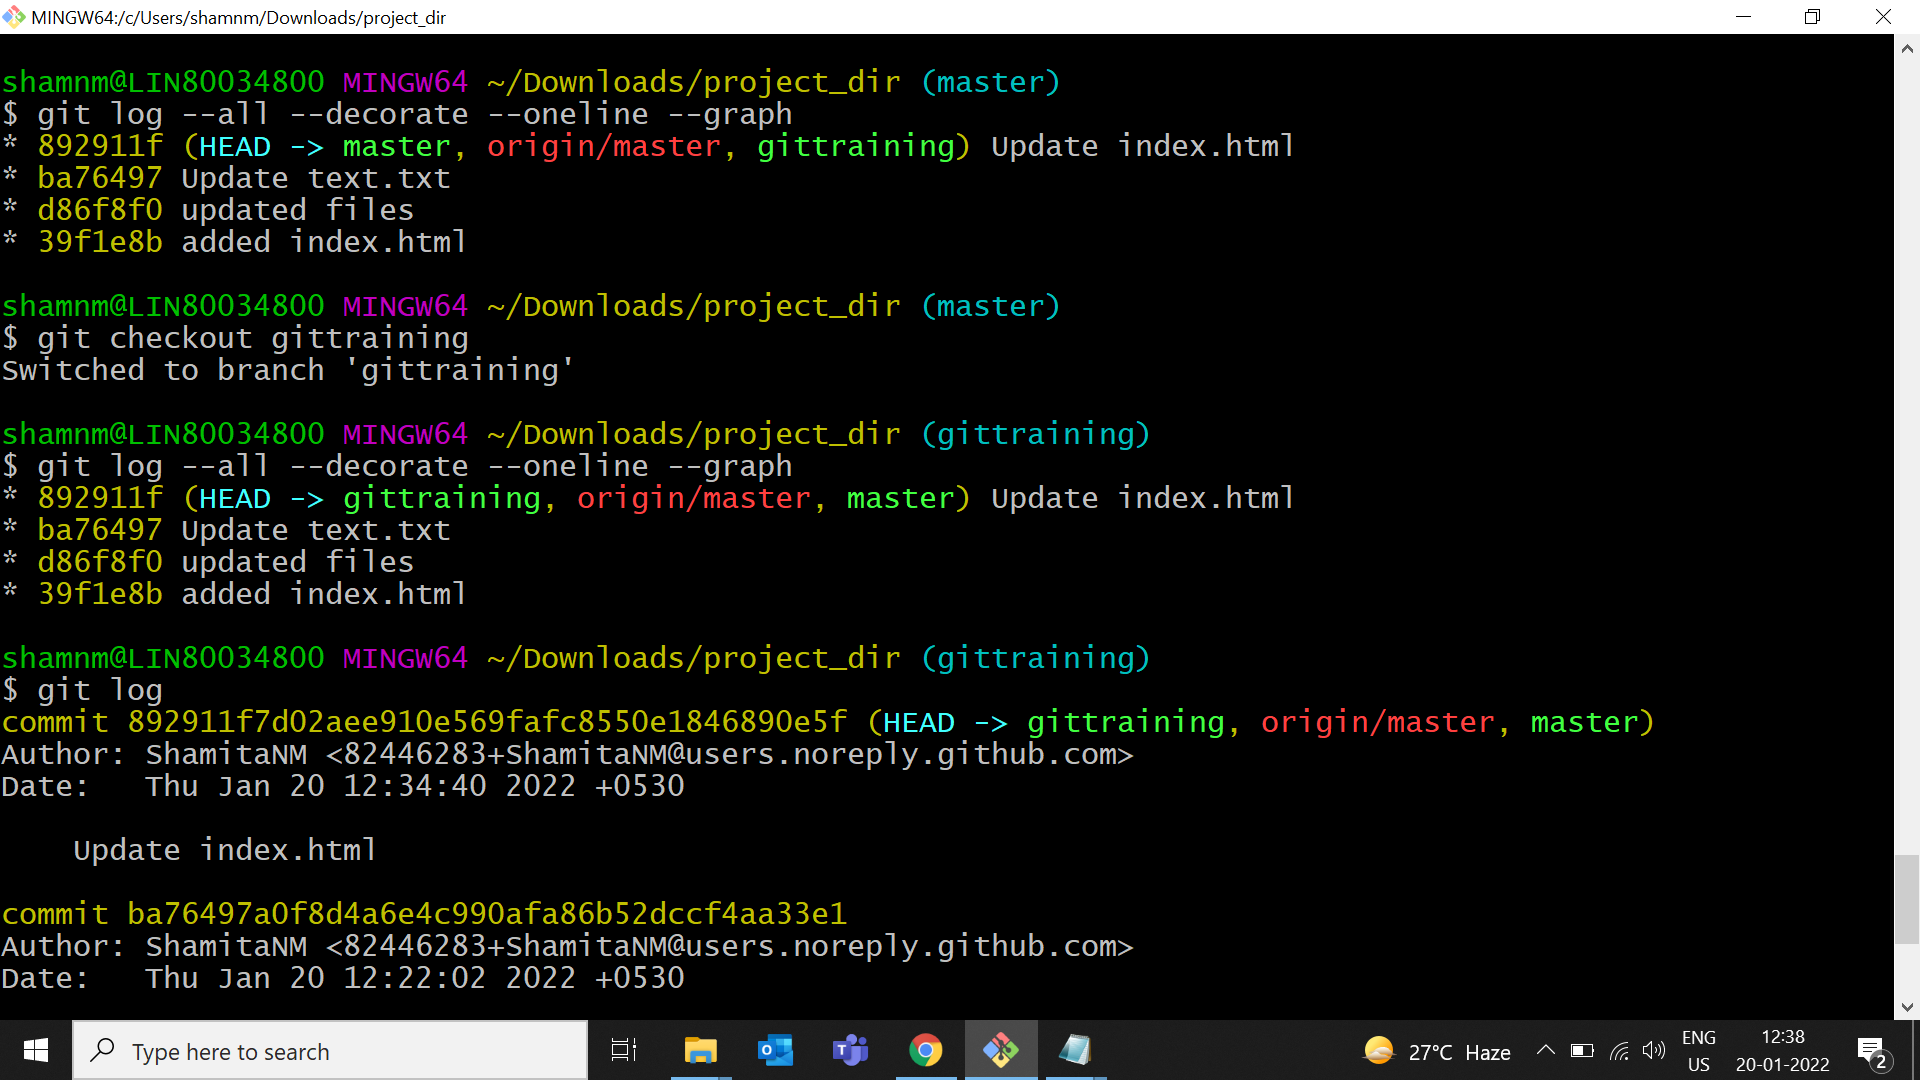 MINGW64:/c/Users/shamnm/Downloads/project_dir
shamnm@LIN80034800 MINGW64 ~/Downloads/project_dir (master)
$ git log --all --decorate --oneline --graph
* 892911f (HEAD -> master, origin/master, gittraining) Update index.html
* ba76497 Update text.txt
* d86f8f0 updated files
* 39f1e8b added index.html
shamnm@LIN80034800 MINGW64 ~/Downloads/project_dir (master)
$ git checkout gittraining
Switched to branch 'gittraining'
shamnm@LIN80034800 MINGW64 ~/Downloads/project_dir (gittraining)
$ git log --all --decorate --oneline --graph
* 892911f (HEAD -> gittraining, origin/master, master) Update index.html
* ba76497 Update text.txt
* d86f8f0 updated files
* 39f1e8b added index.html
shamnm@LIN80034800 MINGW64 ~/Downloads/project_dir (gittraining)
$ git log
commit 892911f7d02aee910e569fafc8550e1846890e5f (HEAD -> gittraining, origin/master, master)
Author: ShamitaNM <82446283+ShamitaNM@users.noreply.github.com>
Date:   Thu Jan 20 12:34:40 2022 +0530
    Update index.html
commit ba76497a0f8d4a6e4c990afa86b52dccf4aa33e1
Author: ShamitaNM <82446283+ShamitaNM@users.noreply.github.com>
Date:   Thu Jan 20 12:22:02 2022 +0530
Type here to search
27°C Haze
ENG
US
12:38
20-01-2022
2